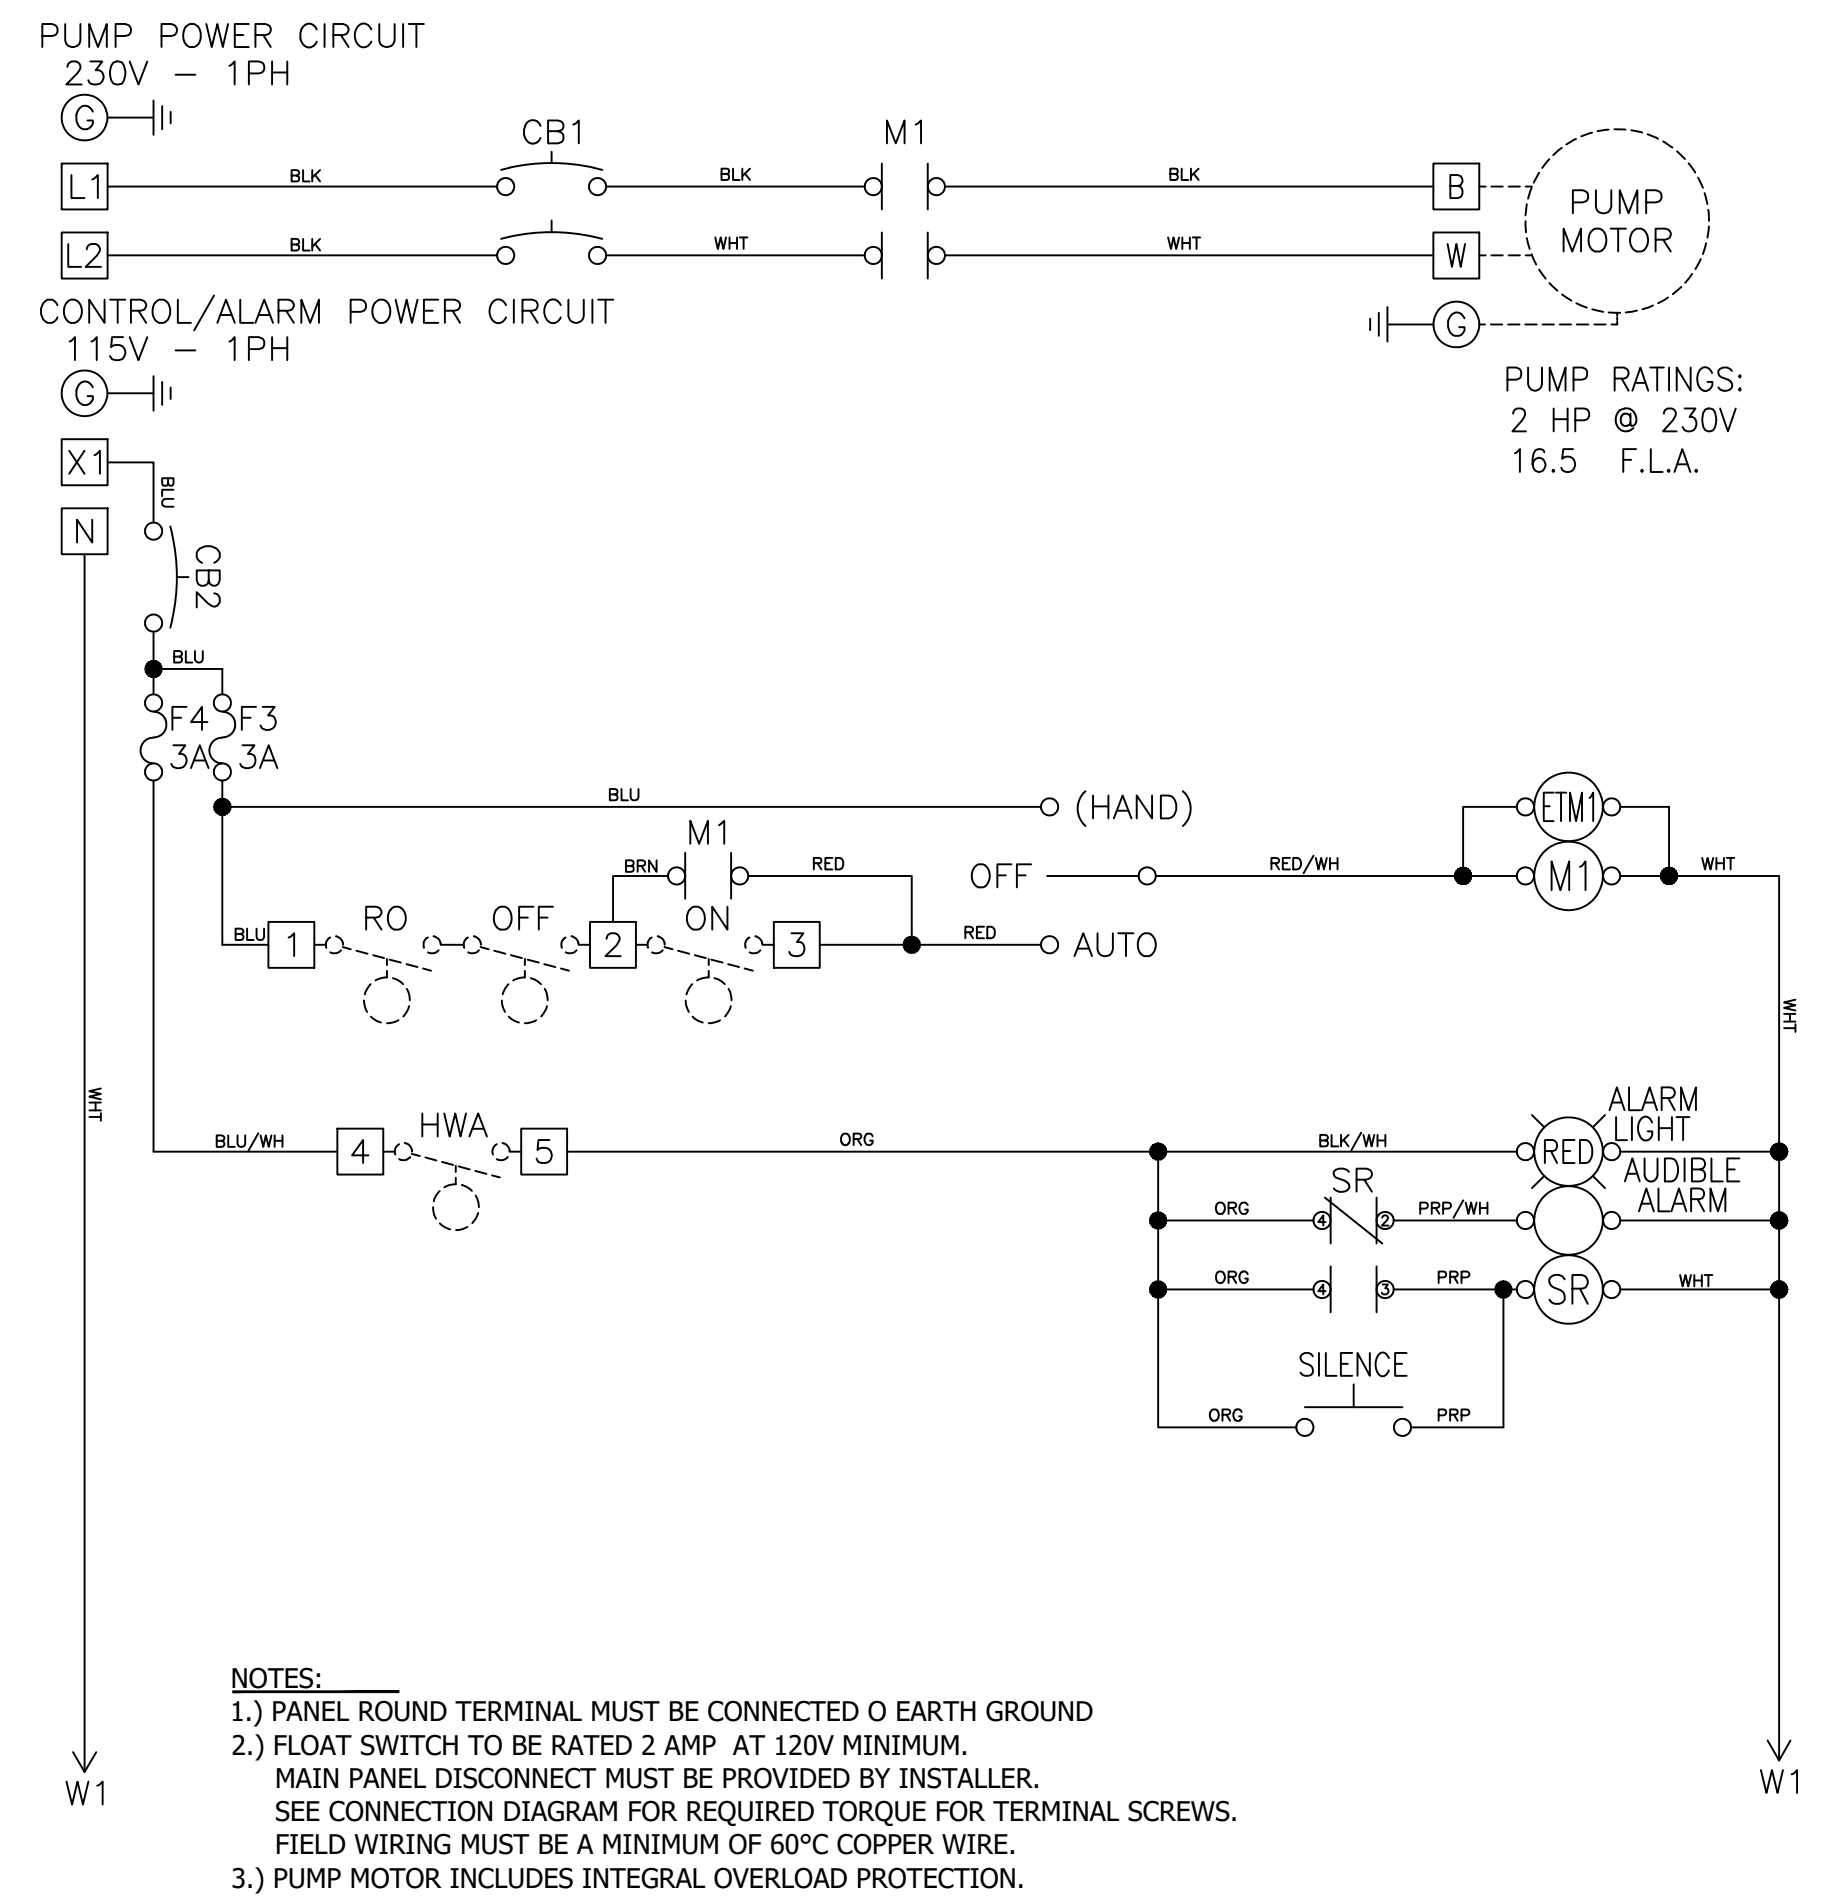 PUMP POWER CIRCUIT
230V - 1PH
G
CB1
M1
L1
BLK
BLK
BLK
B
PUMP
MOTOR
L2
BLK
WHT
WHT
W
CONTROL/ALARM POWER CIRCUIT
115V - 1PH
G
G
PUMP RATINGS:
2 HP @ 230V
16.5 F.L.A.
X1
BLU
N
CB2
BLU
F4
3A
F3
3A
BLU
(HAND)
ETM1
M1
BRN
RED
OFF
RED/WH
M1
WHT
BLU
1
RO
OFF
2
ON
3
RED
AUTO
WHT
WHT
BLU/WH
4
HWA
5
ORG
BLK/WH
RED
ALARM
LIGHT
AUDIBLE
ALARM
SR
ORG
4
2
PRP/WH
ORG
4
3
PRP
SR
WHT
SILENCE
ORG
PRP
W1
W1
NOTES:
1.) PANEL ROUND TERMINAL MUST BE CONNECTED O EARTH GROUND
2.) FLOAT SWITCH TO BE RATED 2 AMP AT 120V MINIMUM.
MAIN PANEL DISCONNECT MUST BE PROVIDED BY INSTALLER.
SEE CONNECTION DIAGRAM FOR REQUIRED TORQUE FOR TERMINAL SCREWS.
FIELD WIRING MUST BE A MINIMUM OF 60°C COPPER WIRE.
3.) PUMP MOTOR INCLUDES INTEGRAL OVERLOAD PROTECTION.